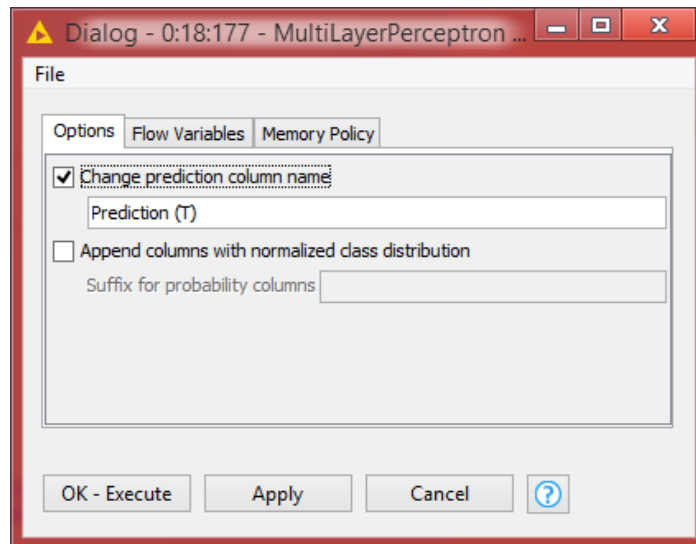 Dialog - 0:18:177 - MultiLayerPerceptron ...
File
Options Flow Variables Memory Policy
Change prediction column name
Prediction (T)
Append columns with normalized class distribution
Suffix for probability columns
OK - Execute Apply Cancel ?